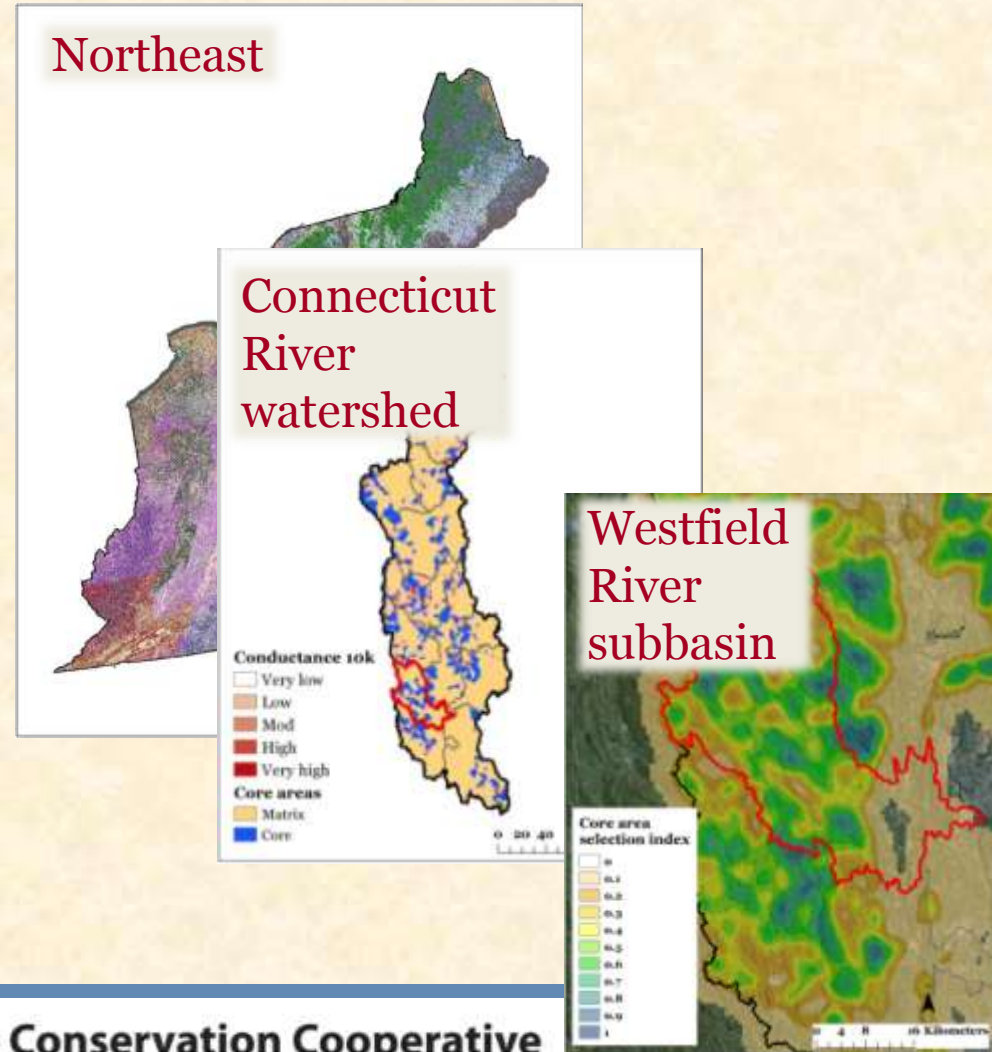 Northeast
Connecticut
River
watershed
Conductance 10k
Very low
Low
Mod
High
Very high
Core areas
Matrix
Core
0 20 40
Westfield
River
subbasin
Core area
selection index
0
0.1
0.2
0.3
0.4
0.5
0.6
0.7
0.8
0.9
1
0 4 8 16 Kilometers
Conservation Cooperative